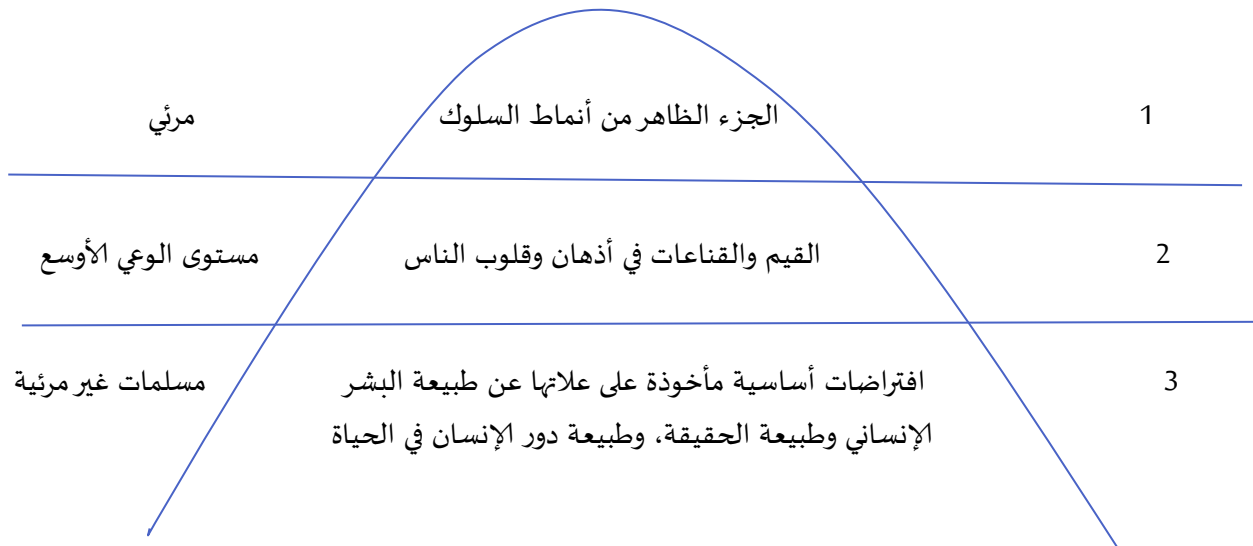 1 الجزء الظاهر من أنماط السلوك مرئي
2 القيم والقناعات في أذهان وقلوب الناس مستوى الوعي الأوسع
3 افتراضات أساسية مأخوذة على علاتها عن طبيعة البشر مسلمات غير مرئية
الإنساني وطبيعة الحقيقة، وطبيعة دور الإنسان في الحياة